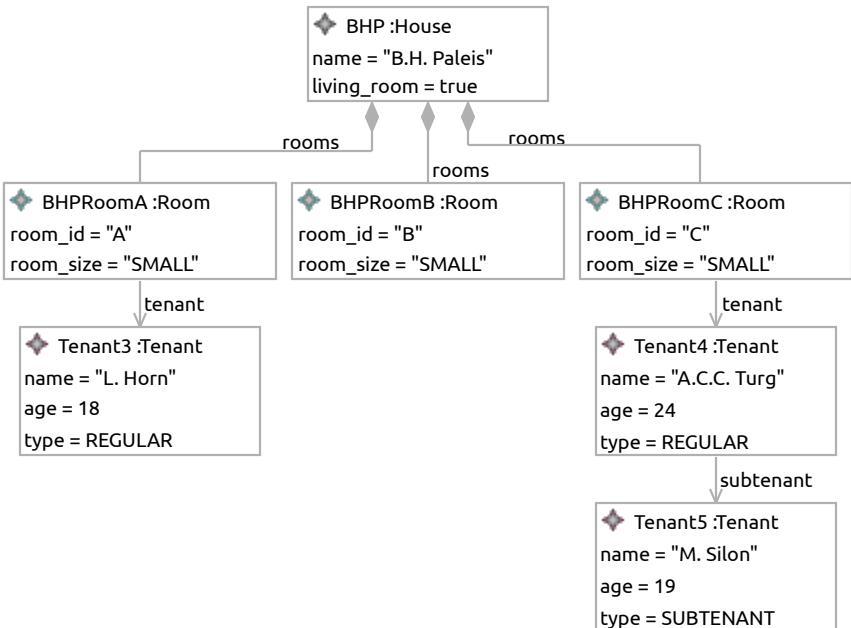 BHP :House
name = "B.H. Paleis"
living_room = true
rooms
rooms
rooms
BHPRoomA :Room
room_id = "A"
room_size = "SMALL"
BHPRoomB :Room
room_id = "B"
room_size = "SMALL"
BHPRoomC :Room
room_id = "C"
room_size = "SMALL"
tenant
tenant
Tenant3 :Tenant
name = "L. Horn"
age = 18
type = REGULAR
Tenant4 :Tenant
name = "A.C.C. Turg"
age = 24
type = REGULAR
subtenant
Tenant5 :Tenant
name = "M. Silon"
age = 19
type = SUBTENANT